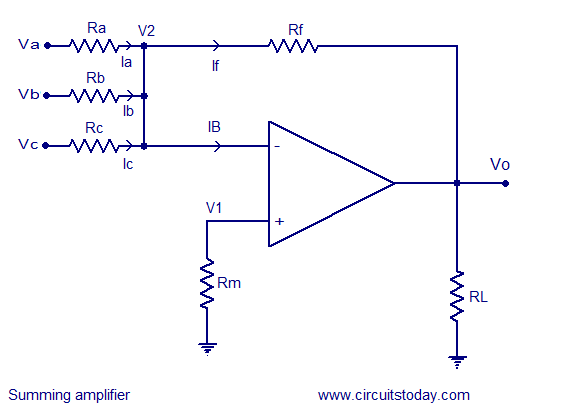 Ra
V2
Rf
Va
Ia
If
Rb
Vb
Ib
Rc
IB
Vc
Ic
-
Vo
V1
+
Rm
RL
Summing amplifier
www.circuitstoday.com